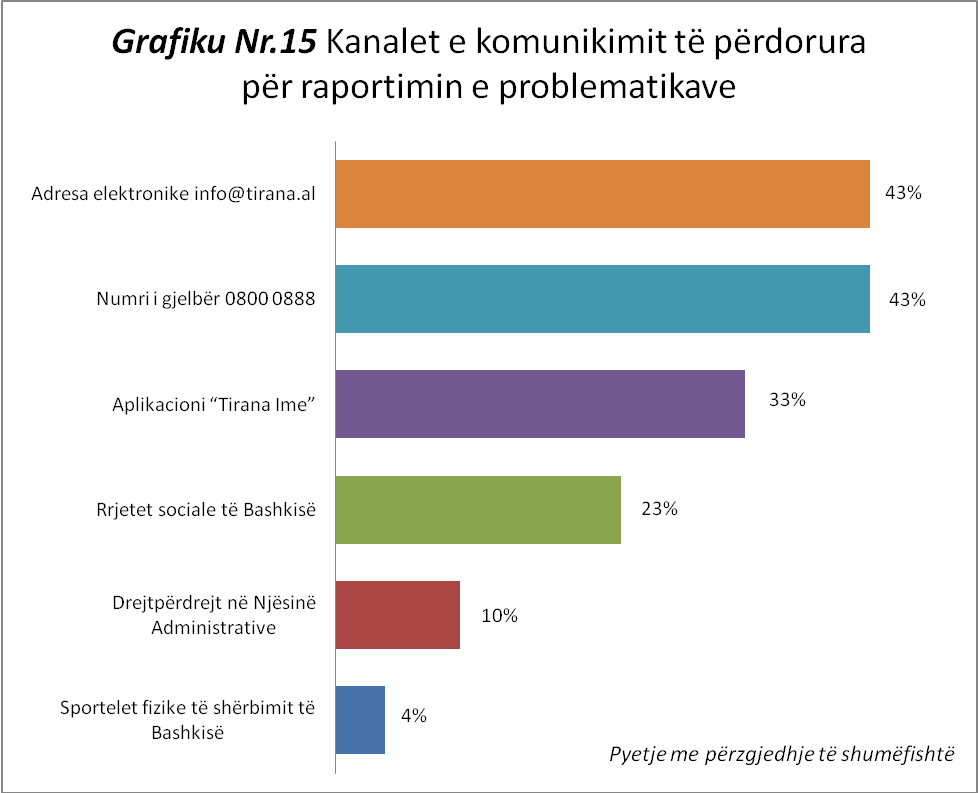 Grafiku Nr.15 Kanalet e komunikimit të përdorura
për raportimin e problematikave
Adresa elektronike info@tirana.al
43%
Numri i gjelbër 0800 0888
43%
Aplikacioni “Tirana Ime”
33%
Rrjetet sociale të Bashkisë
23%
Drejtpërdrejt në Njësinë
Administrative
10%
Sportelet fizike të shërbimit të
Bashkisë
4%
Pyetje me përzgjedhje të shumëfishtë